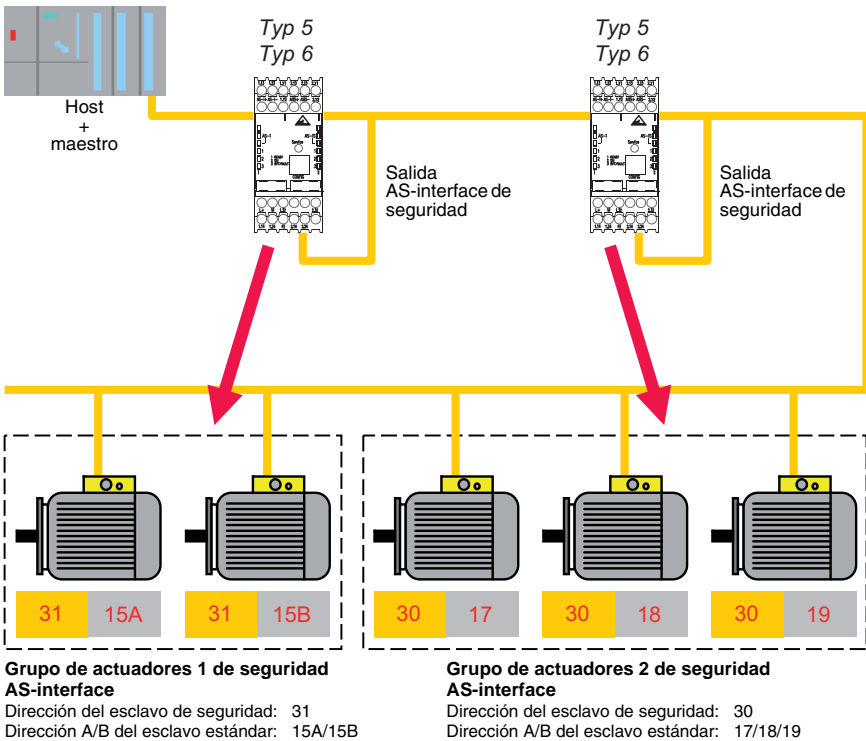 Typ 5
Typ 6
Typ 5
Typ 6
Host
+
maestro
Salida
AS-interface de
seguridad
Salida
AS-interface de
seguridad
31 15A
31 15B
30 17
30 18
30 19
Grupo de actuadores 1 de seguridad
AS-interface
Dirección del esclavo de seguridad: 31
Dirección A/B del esclavo estándar: 15A/15B
Grupo de actuadores 2 de seguridad
AS-interface
Dirección del esclavo de seguridad: 30
Dirección A/B del esclavo estándar: 17/18/19